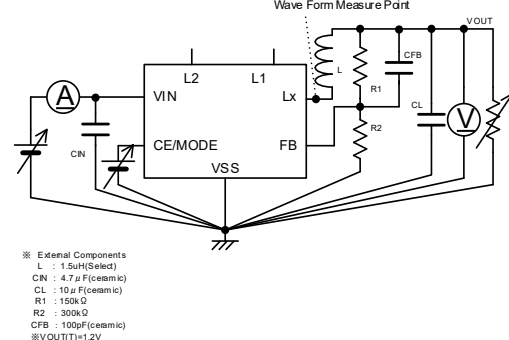 Wave Form Measure Point
VOUT
L2 L1
L
R1
CFB
A
VIN
Lx
CL
V
CIN
CE/MODE
FB
R2
VSS
※ External Components
L : 1.5uH(Select)
CIN : 4.7μF(ceramic)
CL : 10μF(ceramic)
R1 : 150kΩ
R2 : 300kΩ
CFB : 100pF(ceramic)
※VOUT(T)=1.2V